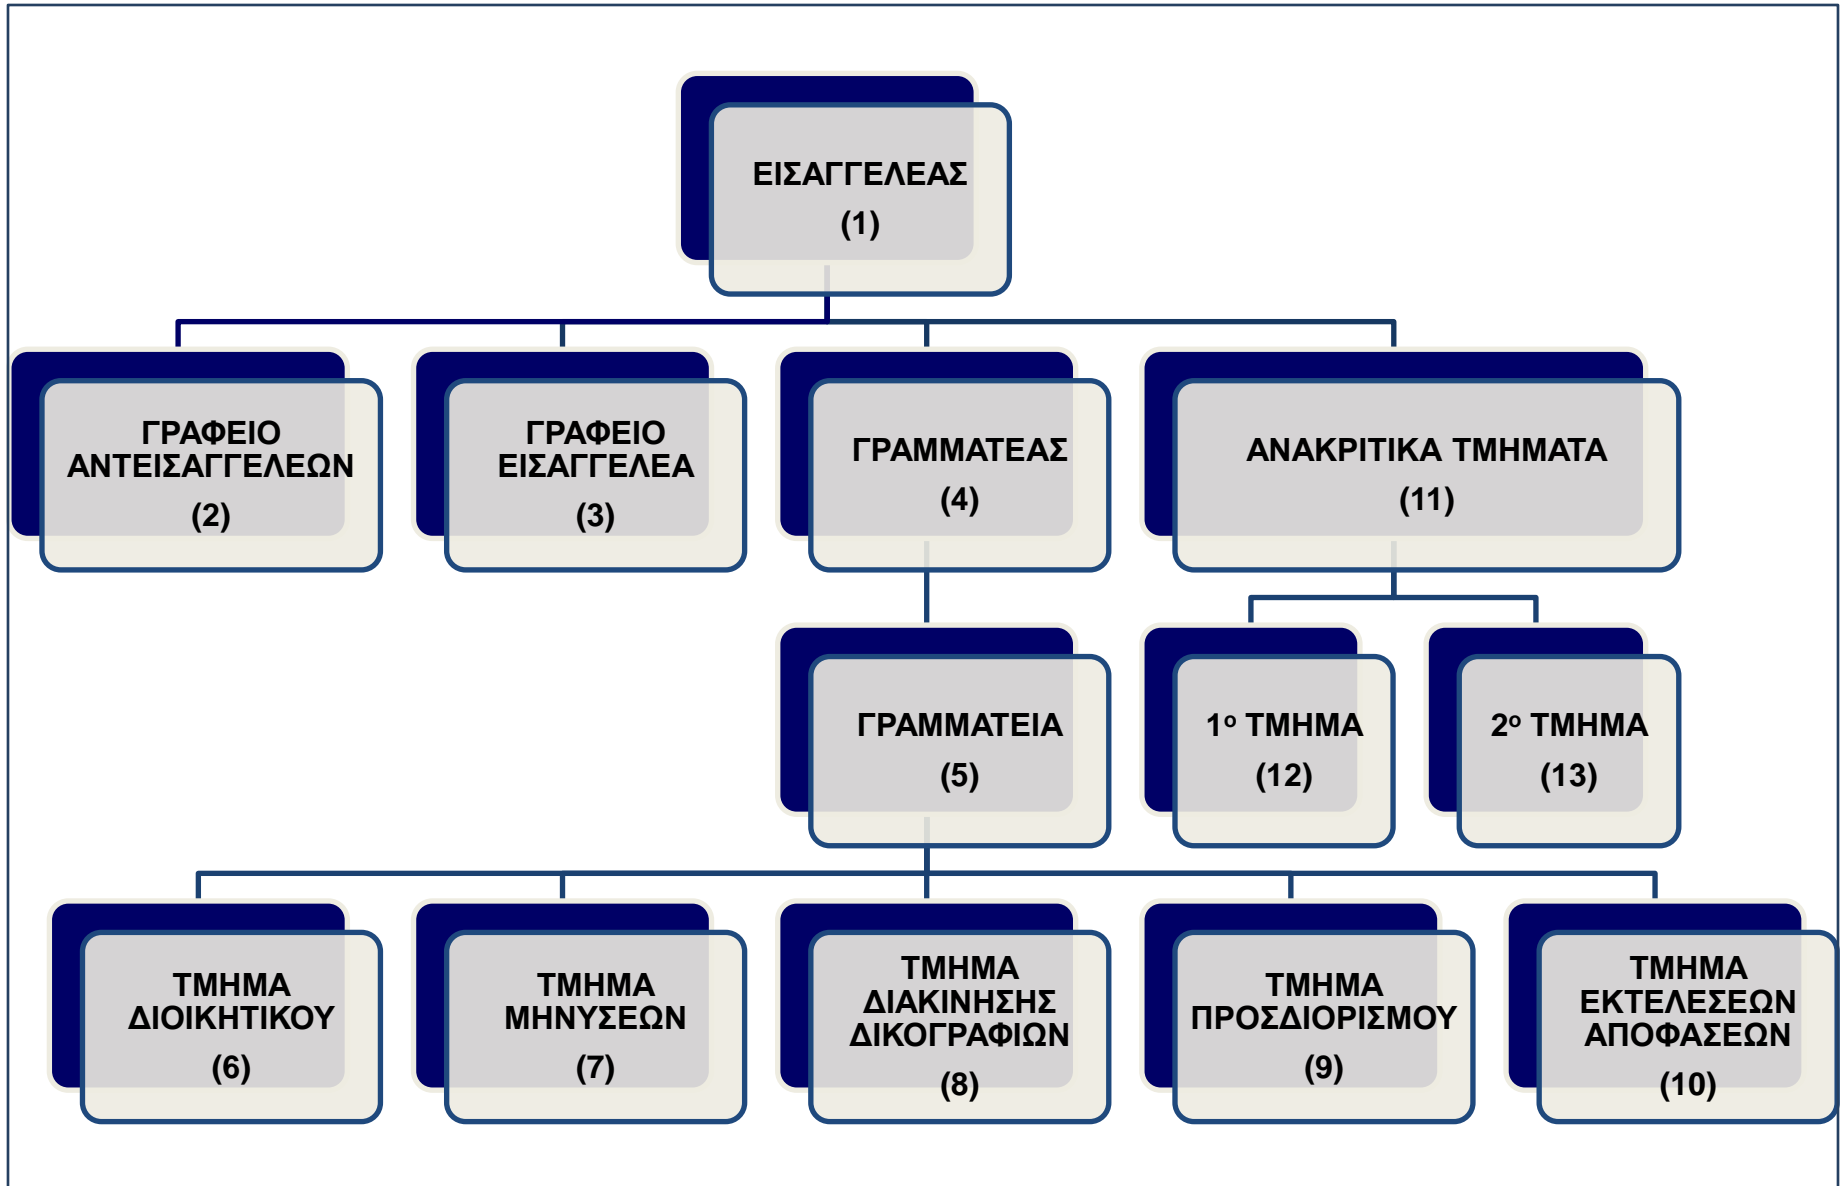 ΕΙΣΑΓΓΕΛΕΑΣ
(1)
ΓΡΑΦΕΙΟ
ΑΝΤΕΙΣΑΓΓΕΛΕΩΝ
(2)
ΓΡΑΦΕΙΟ
ΕΙΣΑΓΓΕΛΕΑ
(3)
ΓΡΑΜΜΑΤΕΑΣ
(4)
ΑΝΑΚΡΙΤΙΚΑ ΤΜΗΜΑΤΑ
(11)
ΓΡΑΜΜΑΤΕΙΑ
(5)
1ο ΤΜΗΜΑ
(12)
2ο ΤΜΗΜΑ
(13)
ΤΜΗΜΑ
ΔΙΟΙΚΗΤΙΚΟΥ
(6)
ΤΜΗΜΑ
ΜΗΝΥΣΕΩΝ
(7)
ΤΜΗΜΑ
ΔΙΑΚΙΝΗΣΗΣ
ΔΙΚΟΓΡΑΦΙΩΝ
(8)
ΤΜΗΜΑ
ΠΡΟΣΔΙΟΡΙΣΜΟΥ
(9)
ΤΜΗΜΑ
ΕΚΤΕΛΕΣΕΩΝ
ΑΠΟΦΑΣΕΩΝ
(10)